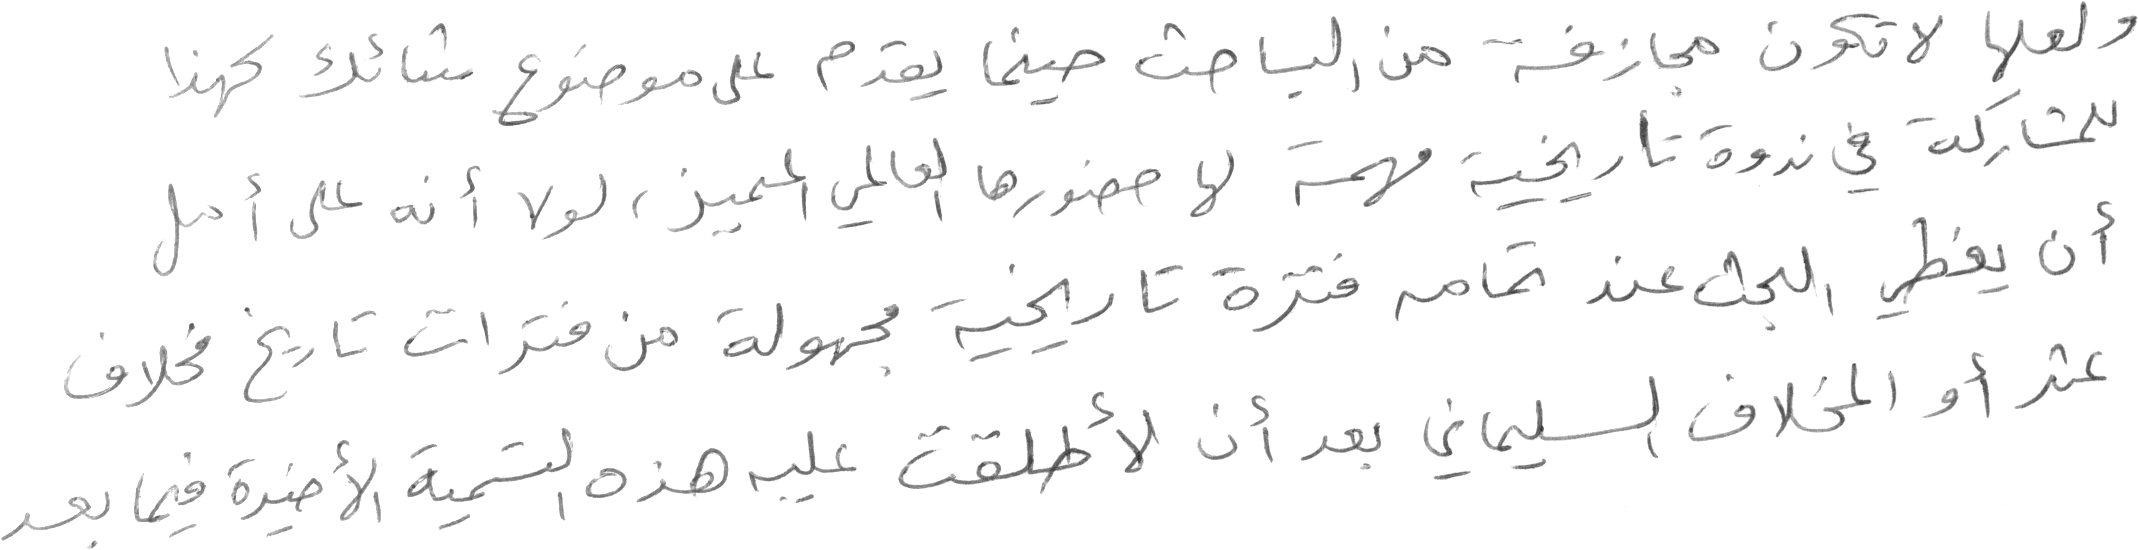 ولعلها لا تكون مجازفة من الباحث حينما يقدم على موضوع شائك كهذا
للمشاركة في ندوة تاريخية مهمة لها حضورها العالمي المميز، لولا أنه على أمل
أن يغطي البحث عند تمامه فترة تاريخية مجهولة من فترات تاريخ مخلاف
عثر أو المخلاف السليماني بعد أن لأطلقت عليه هذه التسمية الأخيرة فيما بعد